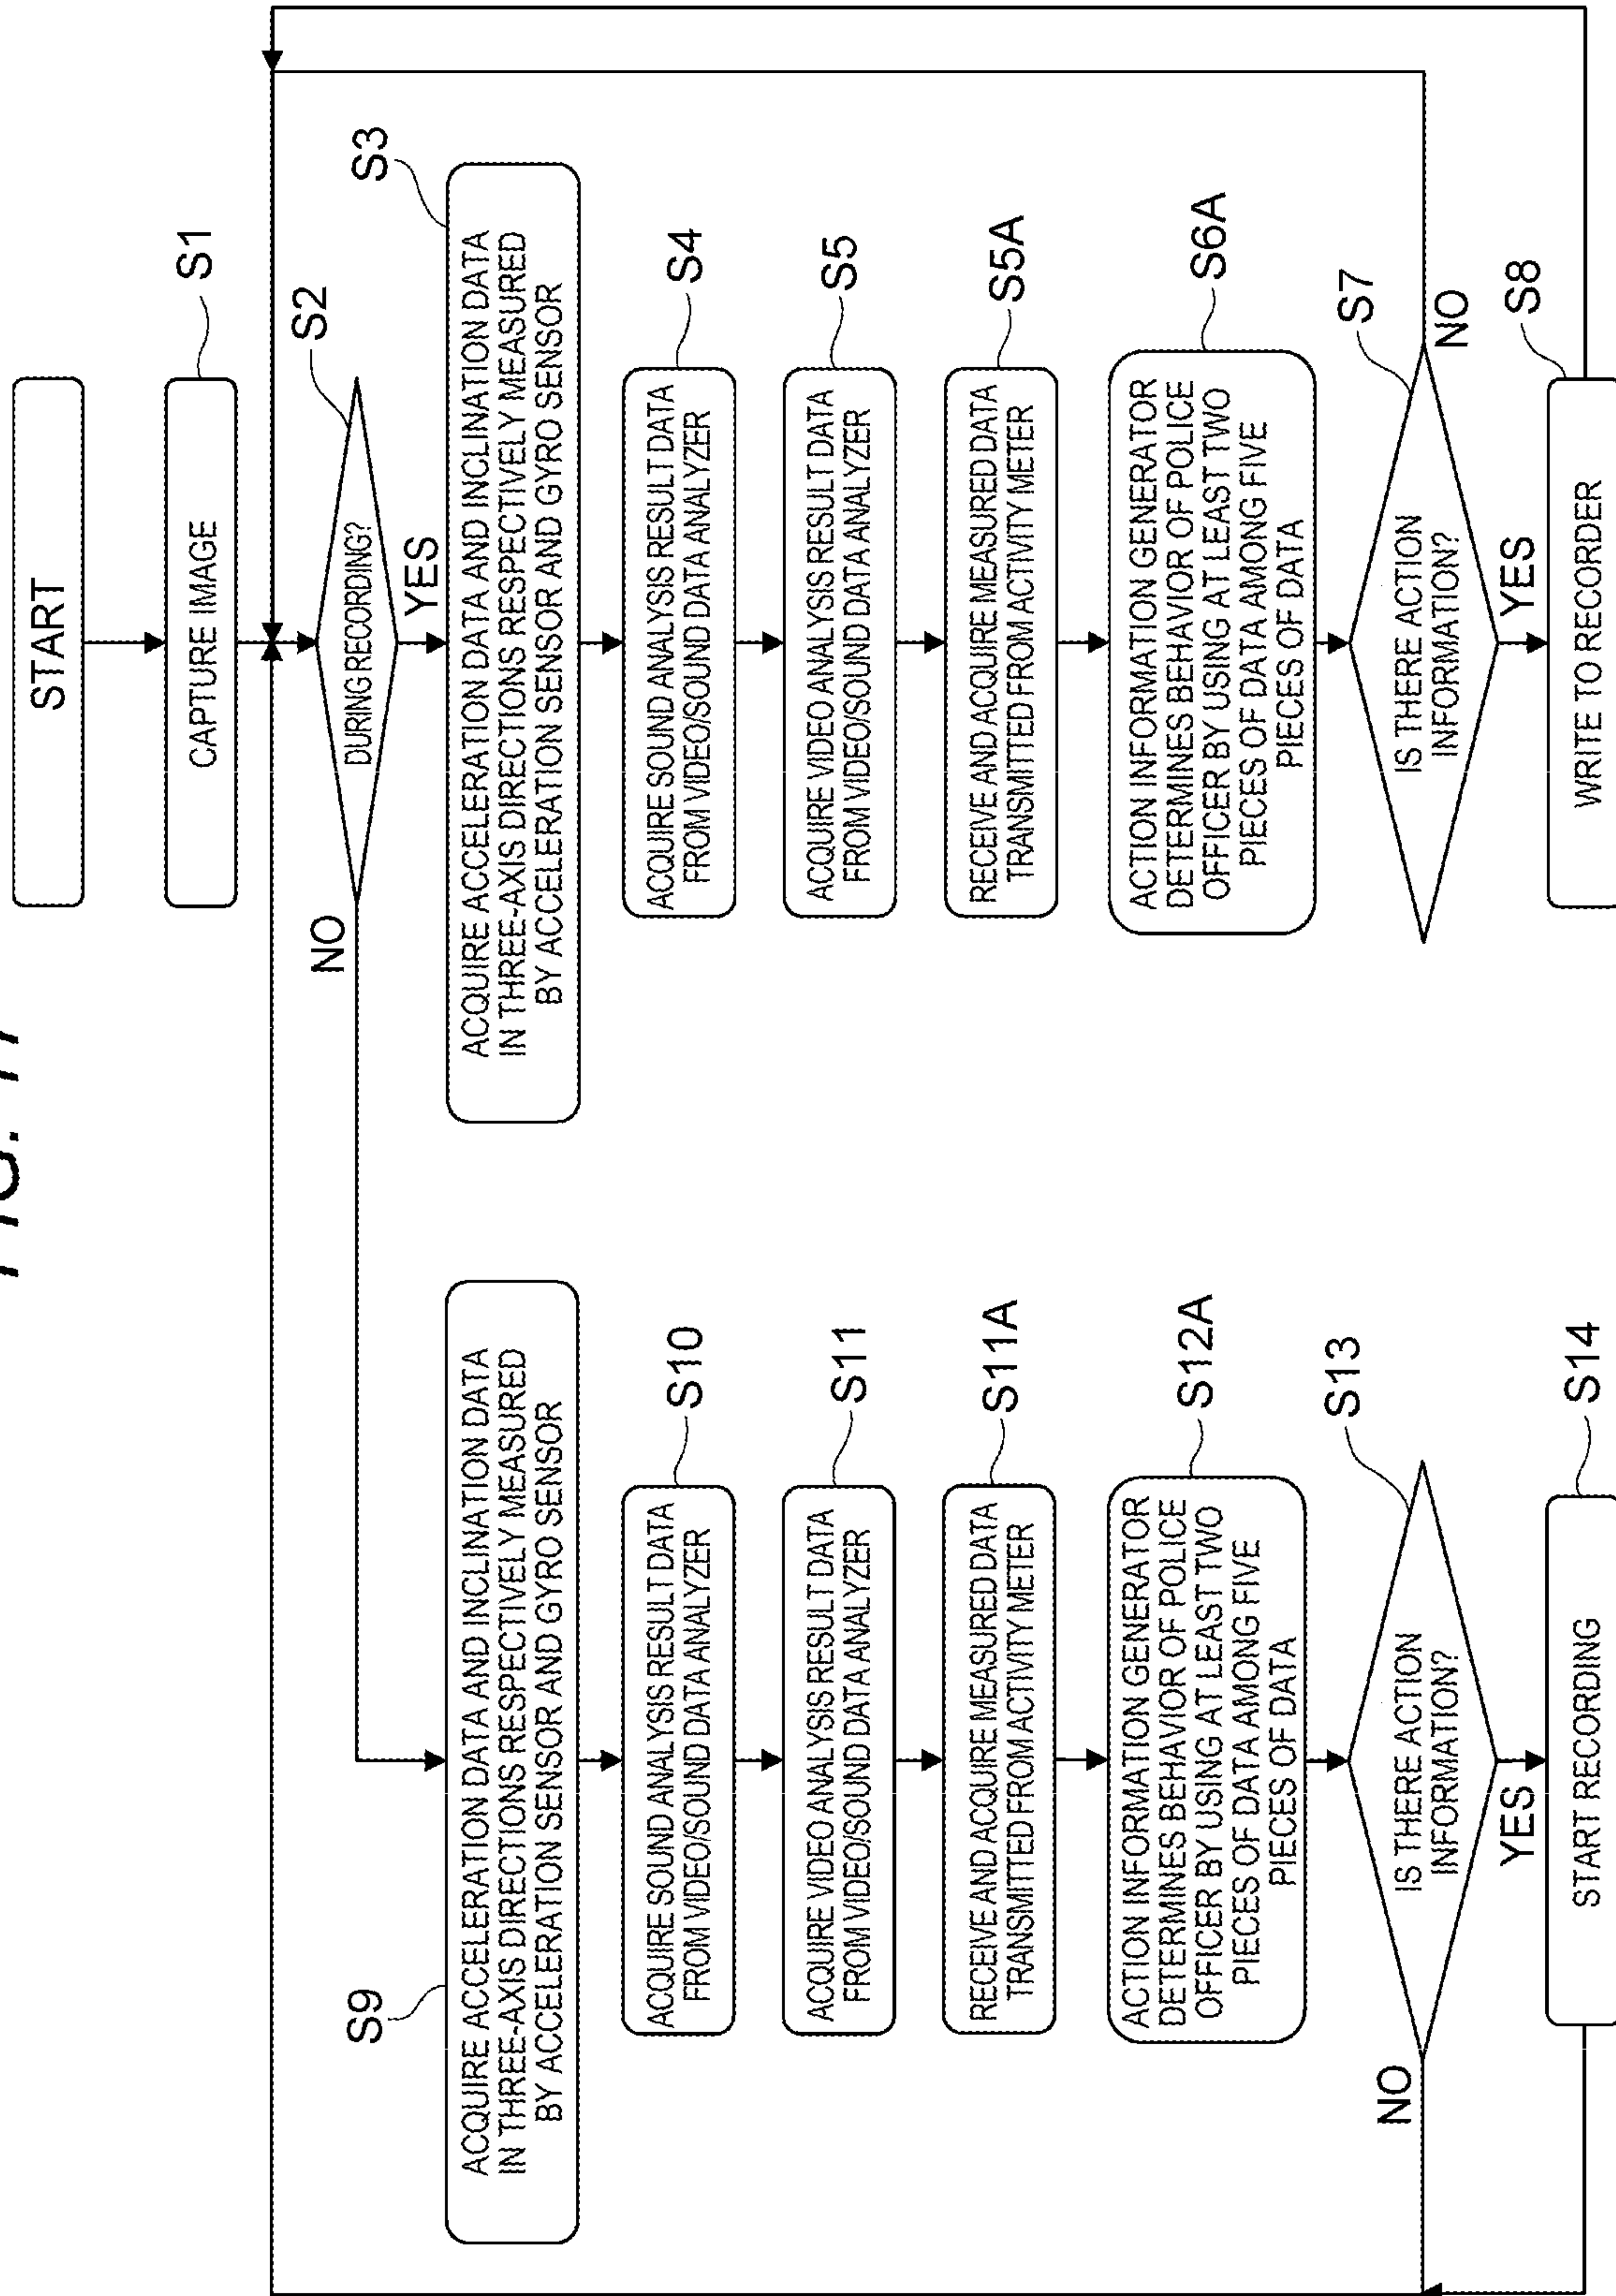 START
CAPTURE IMAGE
S1
DURING RECORDING?
S2
NO
YES
ACQUIRE ACCELERATION DATA AND INCLINATION DATA
IN THREE-AXIS DIRECTIONS RESPECTIVELY MEASURED
BY ACCELERATION SENSOR AND GYRO SENSOR
S3
ACQUIRE SOUND ANALYSIS RESULT DATA
FROM VIDEO/SOUND DATA ANALYZER
S4
ACQUIRE VIDEO ANALYSIS RESULT DATA
FROM VIDEO/SOUND DATA ANALYZER
S5
RECEIVE AND ACQUIRE MEASURED DATA
TRANSMITTED FROM ACTIVITY METER
S5A
ACTION INFORMATION GENERATOR
DETERMINES BEHAVIOR OF POLICE
OFFICER BY USING AT LEAST TWO
PIECES OF DATA AMONG FIVE
PIECES OF DATA
S6A
IS THERE ACTION
INFORMATION?
S7
NO
YES
WRITE TO RECORDER
S8
S9
ACQUIRE ACCELERATION DATA AND INCLINATION DATA
IN THREE-AXIS DIRECTIONS RESPECTIVELY MEASURED
BY ACCELERATION SENSOR AND GYRO SENSOR
ACQUIRE SOUND ANALYSIS RESULT DATA
FROM VIDEO/SOUND DATA ANALYZER
S10
ACQUIRE VIDEO ANALYSIS RESULT DATA
FROM VIDEO/SOUND DATA ANALYZER
S11
RECEIVE AND ACQUIRE MEASURED DATA
TRANSMITTED FROM ACTIVITY METER
S11A
ACTION INFORMATION GENERATOR
DETERMINES BEHAVIOR OF POLICE
OFFICER BY USING AT LEAST TWO
PIECES OF DATA AMONG FIVE
PIECES OF DATA
S12A
IS THERE ACTION
INFORMATION?
S13
NO
YES
START RECORDING
S14